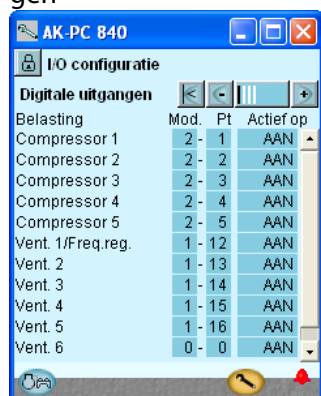 gen
AK-PC 840
I/O configuratie
Digitale uitgangen
Belasting Mod. Pt Actief op
Compressor 1 2 - 1 AAN
Compressor 2 2 - 2 AAN
Compressor 3 2 - 3 AAN
Compressor 4 2 - 4 AAN
Compressor 5 2 - 5 AAN
Vent. 1/Freq.reg. 1 - 12 AAN
Vent. 2 1 - 13 AAN
Vent. 3 1 - 14 AAN
Vent. 4 1 - 15 AAN
Vent. 5 1 - 16 AAN
Vent. 6 0 - 0 AAN